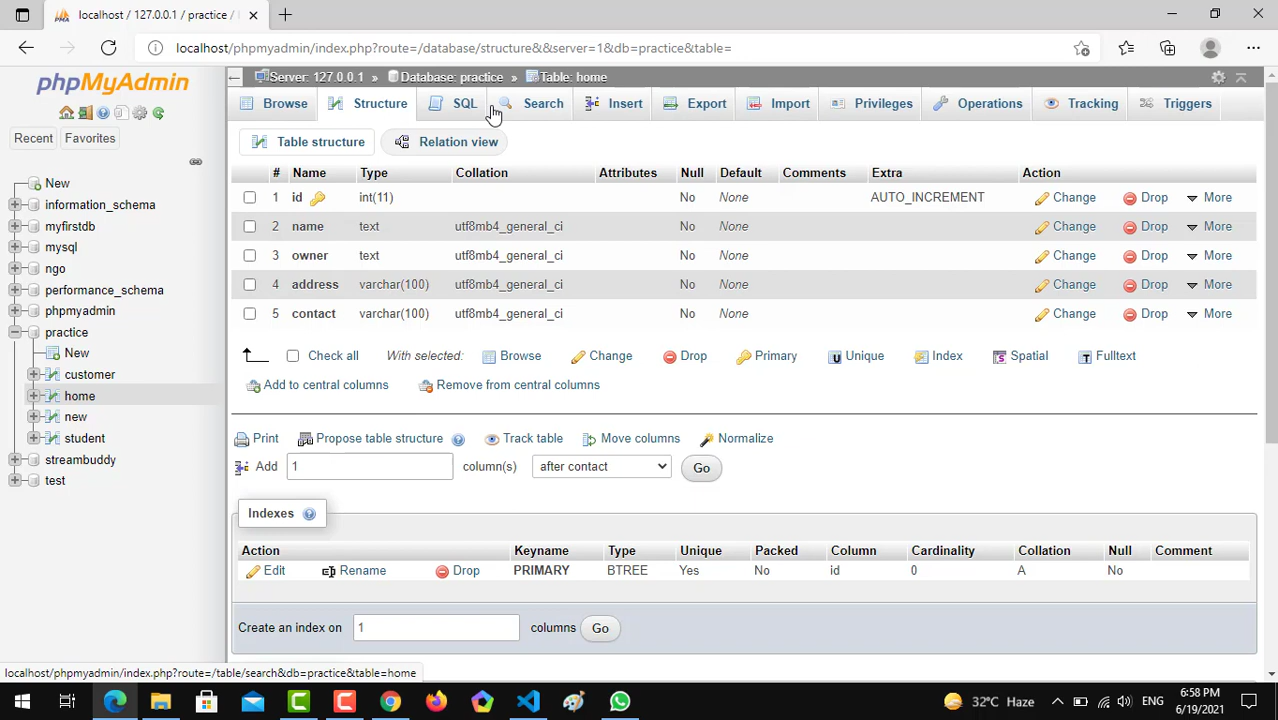 localhost / 127.0.0.1 / practice /
localhost/phpmyadmin/index.php?route=/database/structure&&server=1&db=practice&table=
phpMyAdmin
Recent Favorites
New
information_schema
myfirstdb
mysql
ngo
performance_schema
phpmyadmin
practice
New
customer
home
new
student
streambuddy
test
Server: 127.0.0.1 » Database: practice » Table: home
Browse Structure SQL Search Insert Export Import Privileges Operations Tracking Triggers
Table structure Relation view
# Name Type Collation Attributes Null Default Comments Extra Action
1 id int(11) No None AUTO_INCREMENT Change Drop More
2 name text utf8mb4_general_ci No None Change Drop More
3 owner text utf8mb4_general_ci No None Change Drop More
4 address varchar(100) utf8mb4_general_ci No None Change Drop More
5 contact varchar(100) utf8mb4_general_ci No None Change Drop More
Check all With selected: Browse Change Drop Primary Unique Index Spatial Fulltext
Add to central columns Remove from central columns
Print Propose table structure Track table Move columns Normalize
Add 1 column(s) after contact Go
Indexes
Action Keyname Type Unique Packed Column Cardinality Collation Null Comment
Edit Rename Drop PRIMARY BTREE Yes No id 0 A No
Create an index on 1 columns Go
localhost/phpmyadmin/index.php?route=/table/search&db=practice&table=home
32°C Haze ENG 6:58 PM
6/19/2021